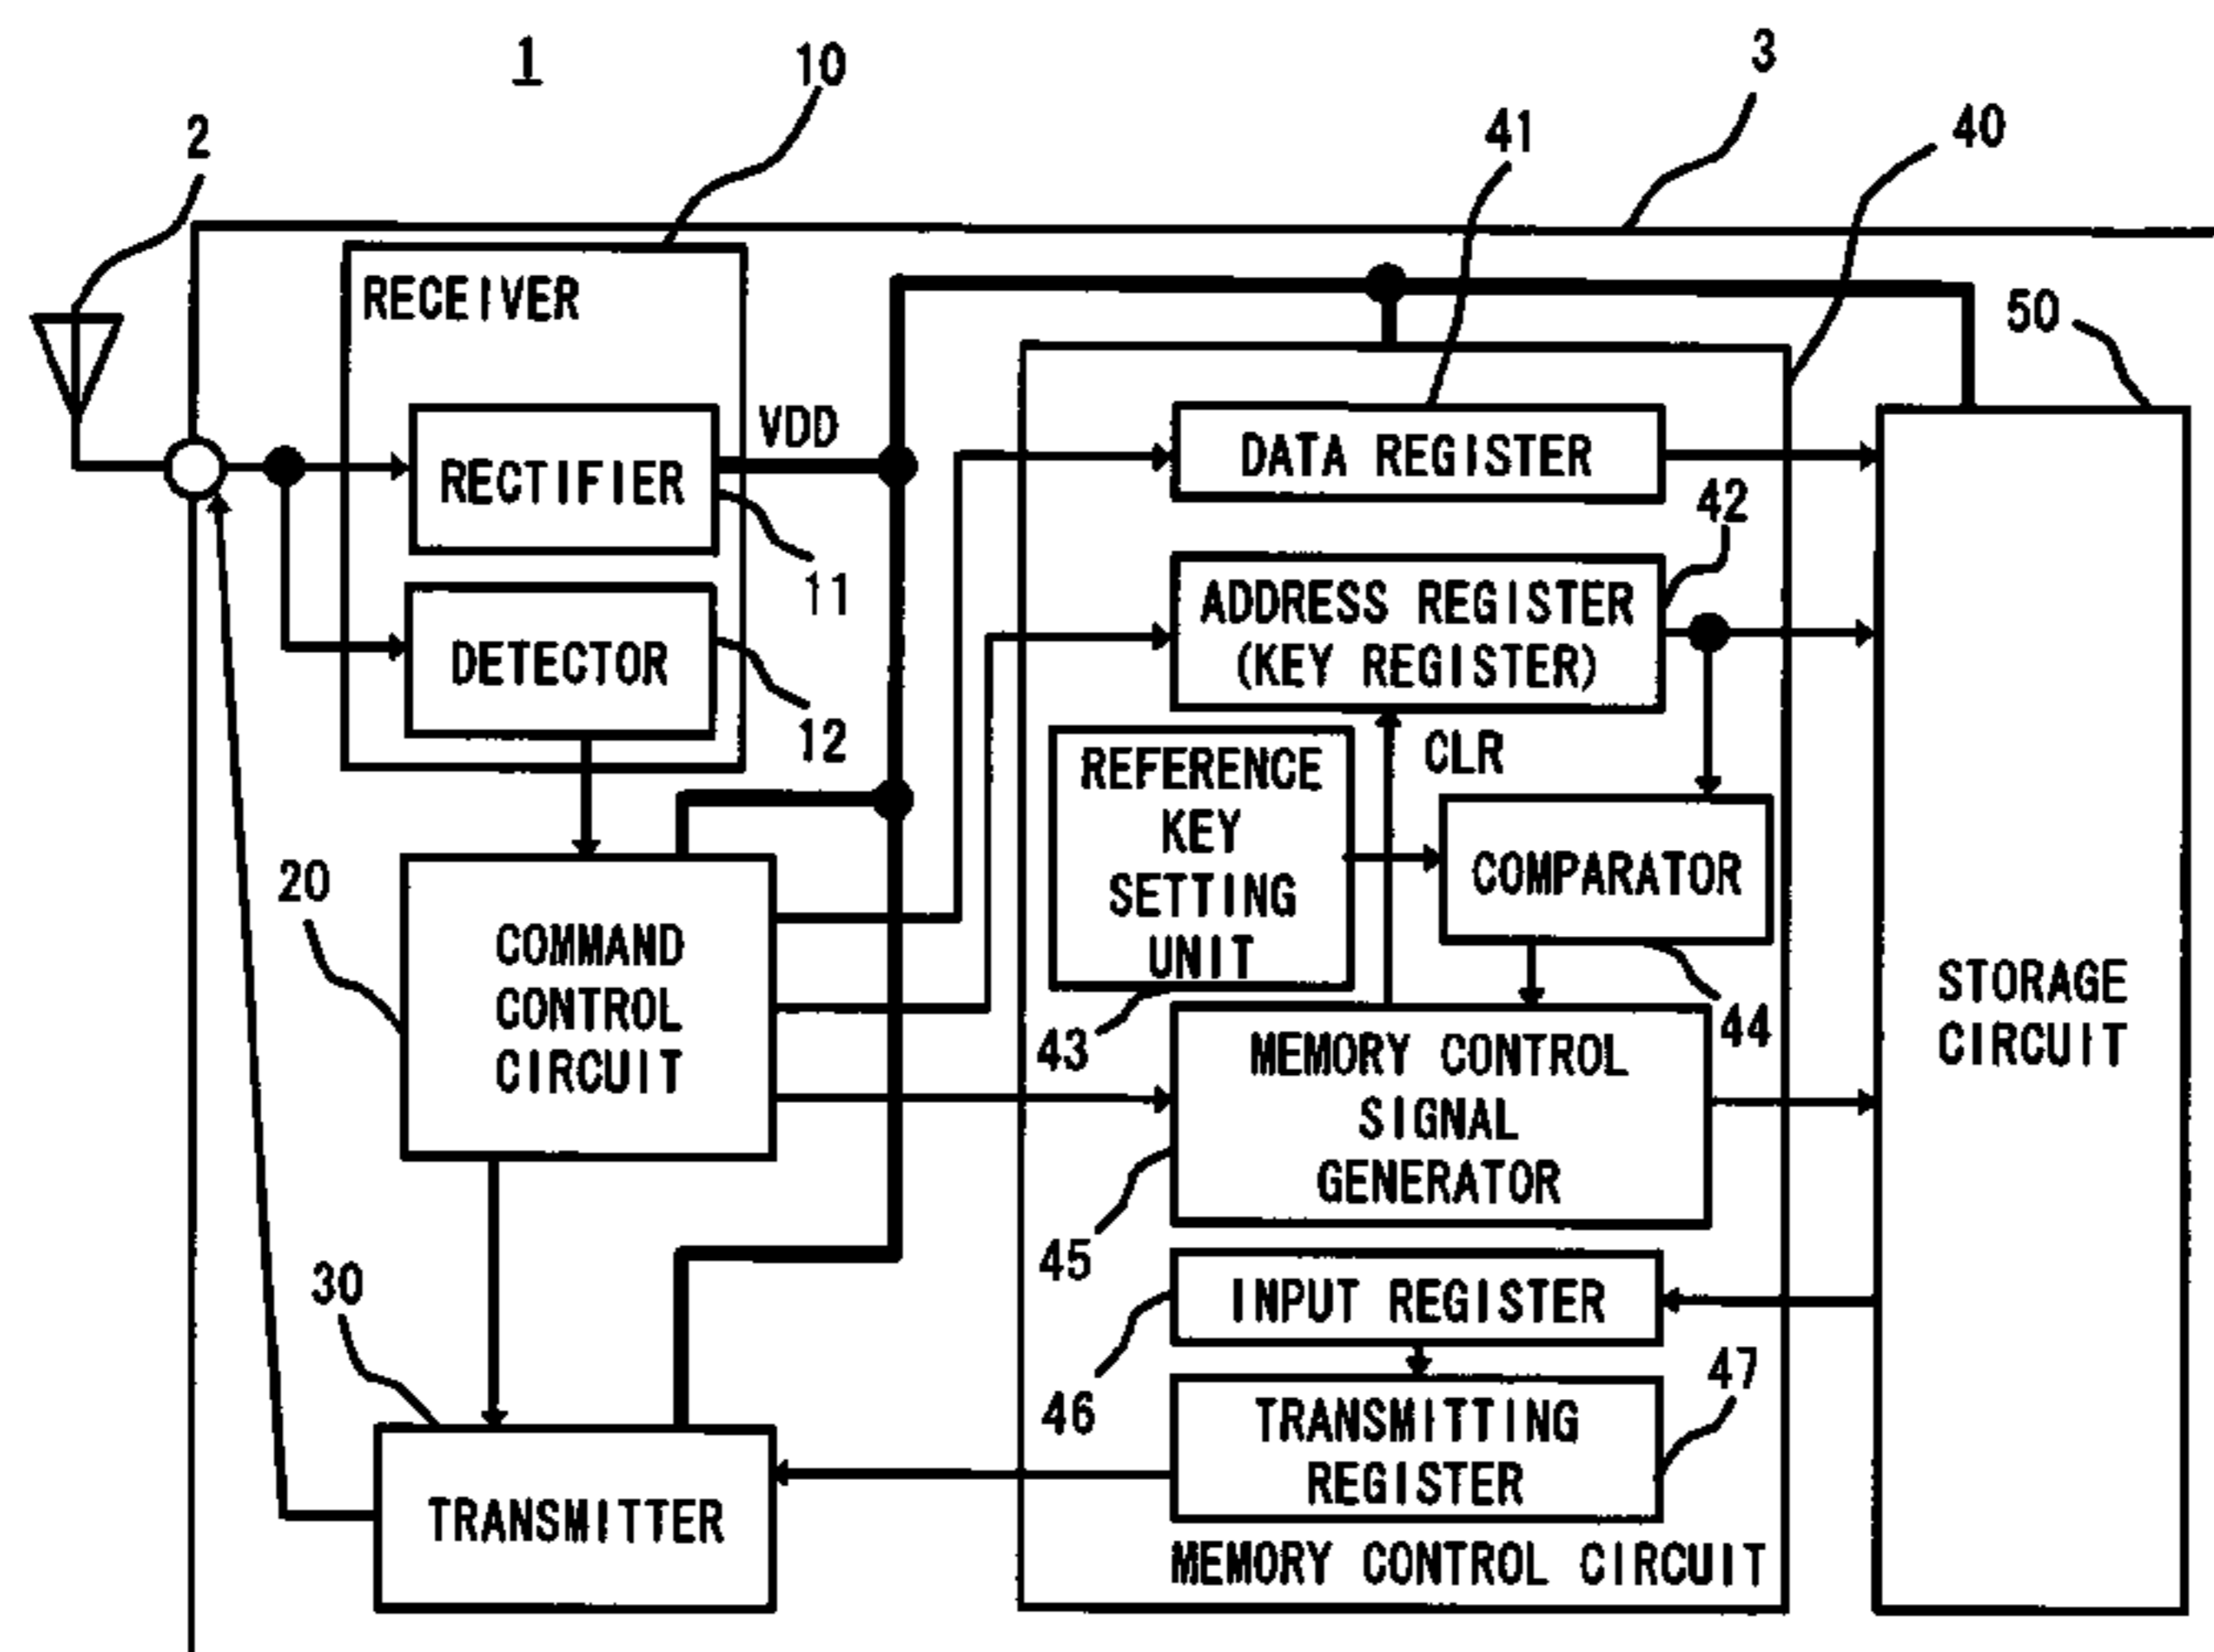 1
10
3
2
41
40
RECEIVER
50
VDD
DATA REGISTER
RECTIFIER
42
11
ADDRESS REGISTER
(KEY REGISTER)
DETECTOR
12
CLR
REFERENCE
KEY
SETTING
UNIT
COMPARATOR
20
COMMAND
CONTROL
CIRCUIT
STORAGE
CIRCUIT
43
44
MEMORY CONTROL
SIGNAL
GENERATOR
45
30
INPUT REGISTER
46
47
TRANSMITTING
REGISTER
TRANSMITTER
MEMORY CONTROL CIRCUIT